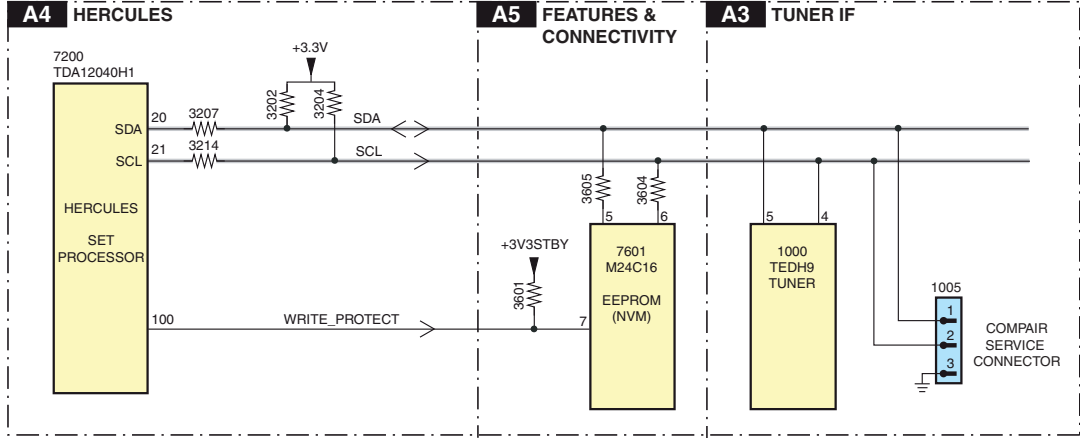 A4 HERCULES
A5 FEATURES &
CONNECTIVITY
A3 TUNER IF
7200
TDA12040H1
+3.3V
3202
3204
SDA
20
3207
SDA
SCL
21
3214
SCL
HERCULES
SET
PROCESSOR
100
WRITE_PROTECT
3605
3604
5
6
+3V3STBY
3601
7
7601
M24C16
EEPROM
(NVM)
5
4
1000
TEDH9
TUNER
1005
1
2
3
COMPAIR
SERVICE
CONNECTOR